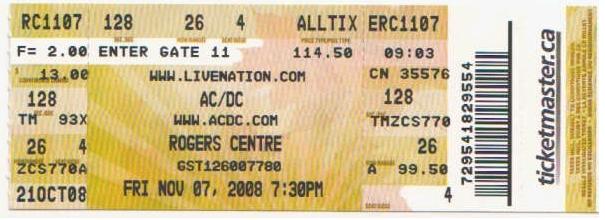 RC1107 128 26 4 ALLTIX ERC1107
F= 2.00 ENTER GATE 11 114.50 09:03
13.00 WWW.LIVENATION.COM CN 35576
128 AC/DC 128
TM 93X WWW.ACDC.COM TMZCS770
26 4 ROGERS CENTRE 26 4
ZCS770A GST126007780 A 99.50
21OCT08 FRI NOV 07, 2008 7:30PM
729541829554
ticketmaster.ca